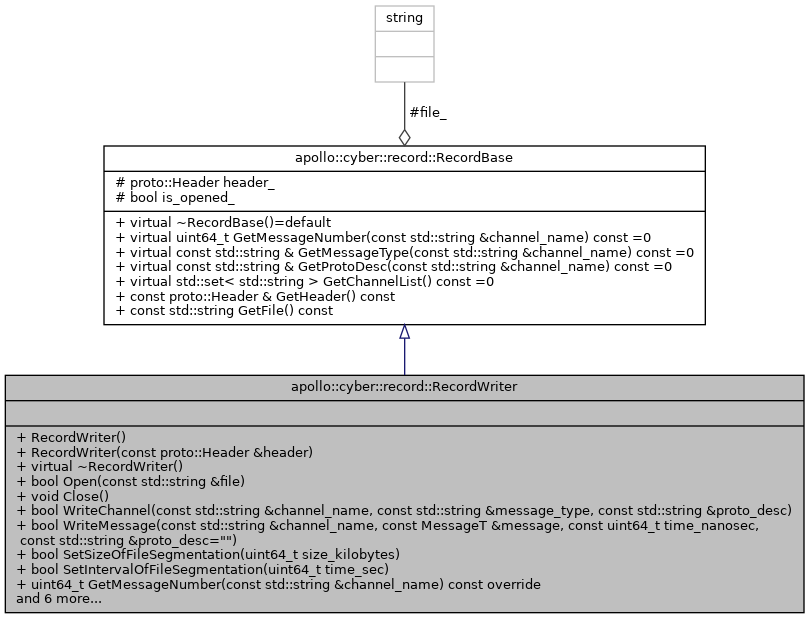 string
#file_
apollo::cyber::record::RecordBase
# proto::Header header_
# bool is_opened_
+ virtual ~RecordBase()=default
+ virtual uint64_t GetMessageNumber(const std::string &channel_name) const =0
+ virtual const std::string & GetMessageType(const std::string &channel_name) const =0
+ virtual const std::string & GetProtoDesc(const std::string &channel_name) const =0
+ virtual std::set< std::string > GetChannelList() const =0
+ const proto::Header & GetHeader() const
+ const std::string GetFile() const
apollo::cyber::record::RecordWriter
+ RecordWriter()
+ RecordWriter(const proto::Header &header)
+ virtual ~RecordWriter()
+ bool Open(const std::string &file)
+ void Close()
+ bool WriteChannel(const std::string &channel_name, const std::string &message_type, const std::string &proto_desc)
+ bool WriteMessage(const std::string &channel_name, const MessageT &message, const uint64_t time_nanosec,
const std::string &proto_desc="")
+ bool SetSizeOfFileSegmentation(uint64_t size_kilobytes)
+ bool SetIntervalOfFileSegmentation(uint64_t time_sec)
+ uint64_t GetMessageNumber(const std::string &channel_name) const override
and 6 more...